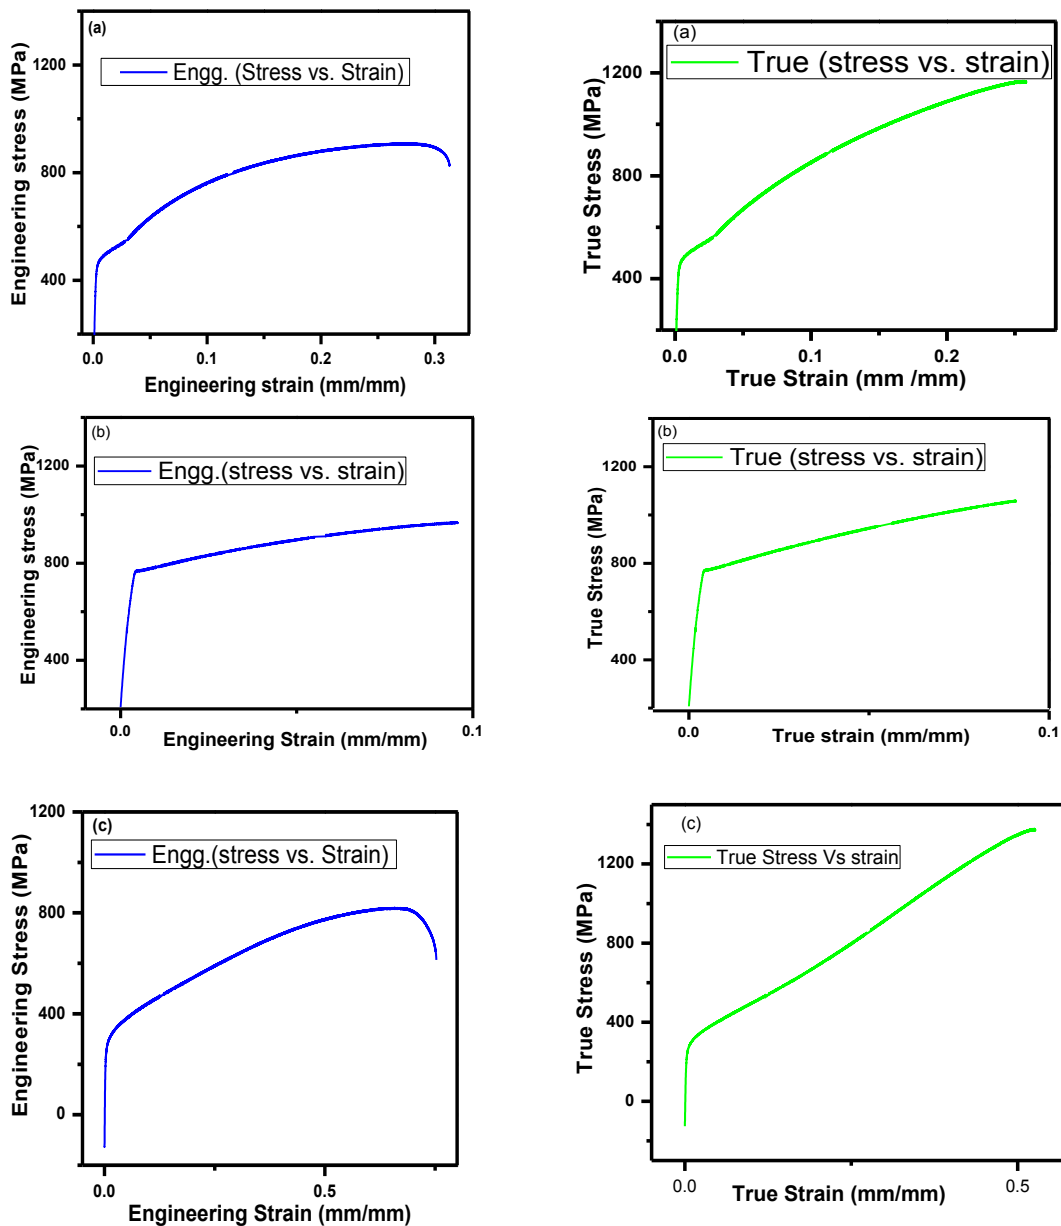 (a)
Engg. (Stress vs. Strain)
1200
800
400
Engineering stress (MPa)
0.0 0.1 0.2 0.3
Engineering strain (mm/mm)
(a)
True (stress vs. strain)
1200
800
400
True Stress (MPa)
0.0 0.1 0.2
True Strain (mm /mm)
(b)
Engg.(stress vs. strain)
1200
800
400
Engineering stress (MPa)
0.0 0.1
Engineering Strain (mm/mm)
(b)
True (stress vs. strain)
1200
800
400
True Stress (MPa)
0.0 0.1
True strain (mm/mm)
(c)
Engg.(stress vs. Strain)
1200
800
400
0
Engineering Stress (MPa)
0.0 0.5
Engineering Strain (mm/mm)
(c)
True Stress Vs strain
1200
800
400
0
True Stress (MPa)
0.0 0.5
True Strain (mm/mm)